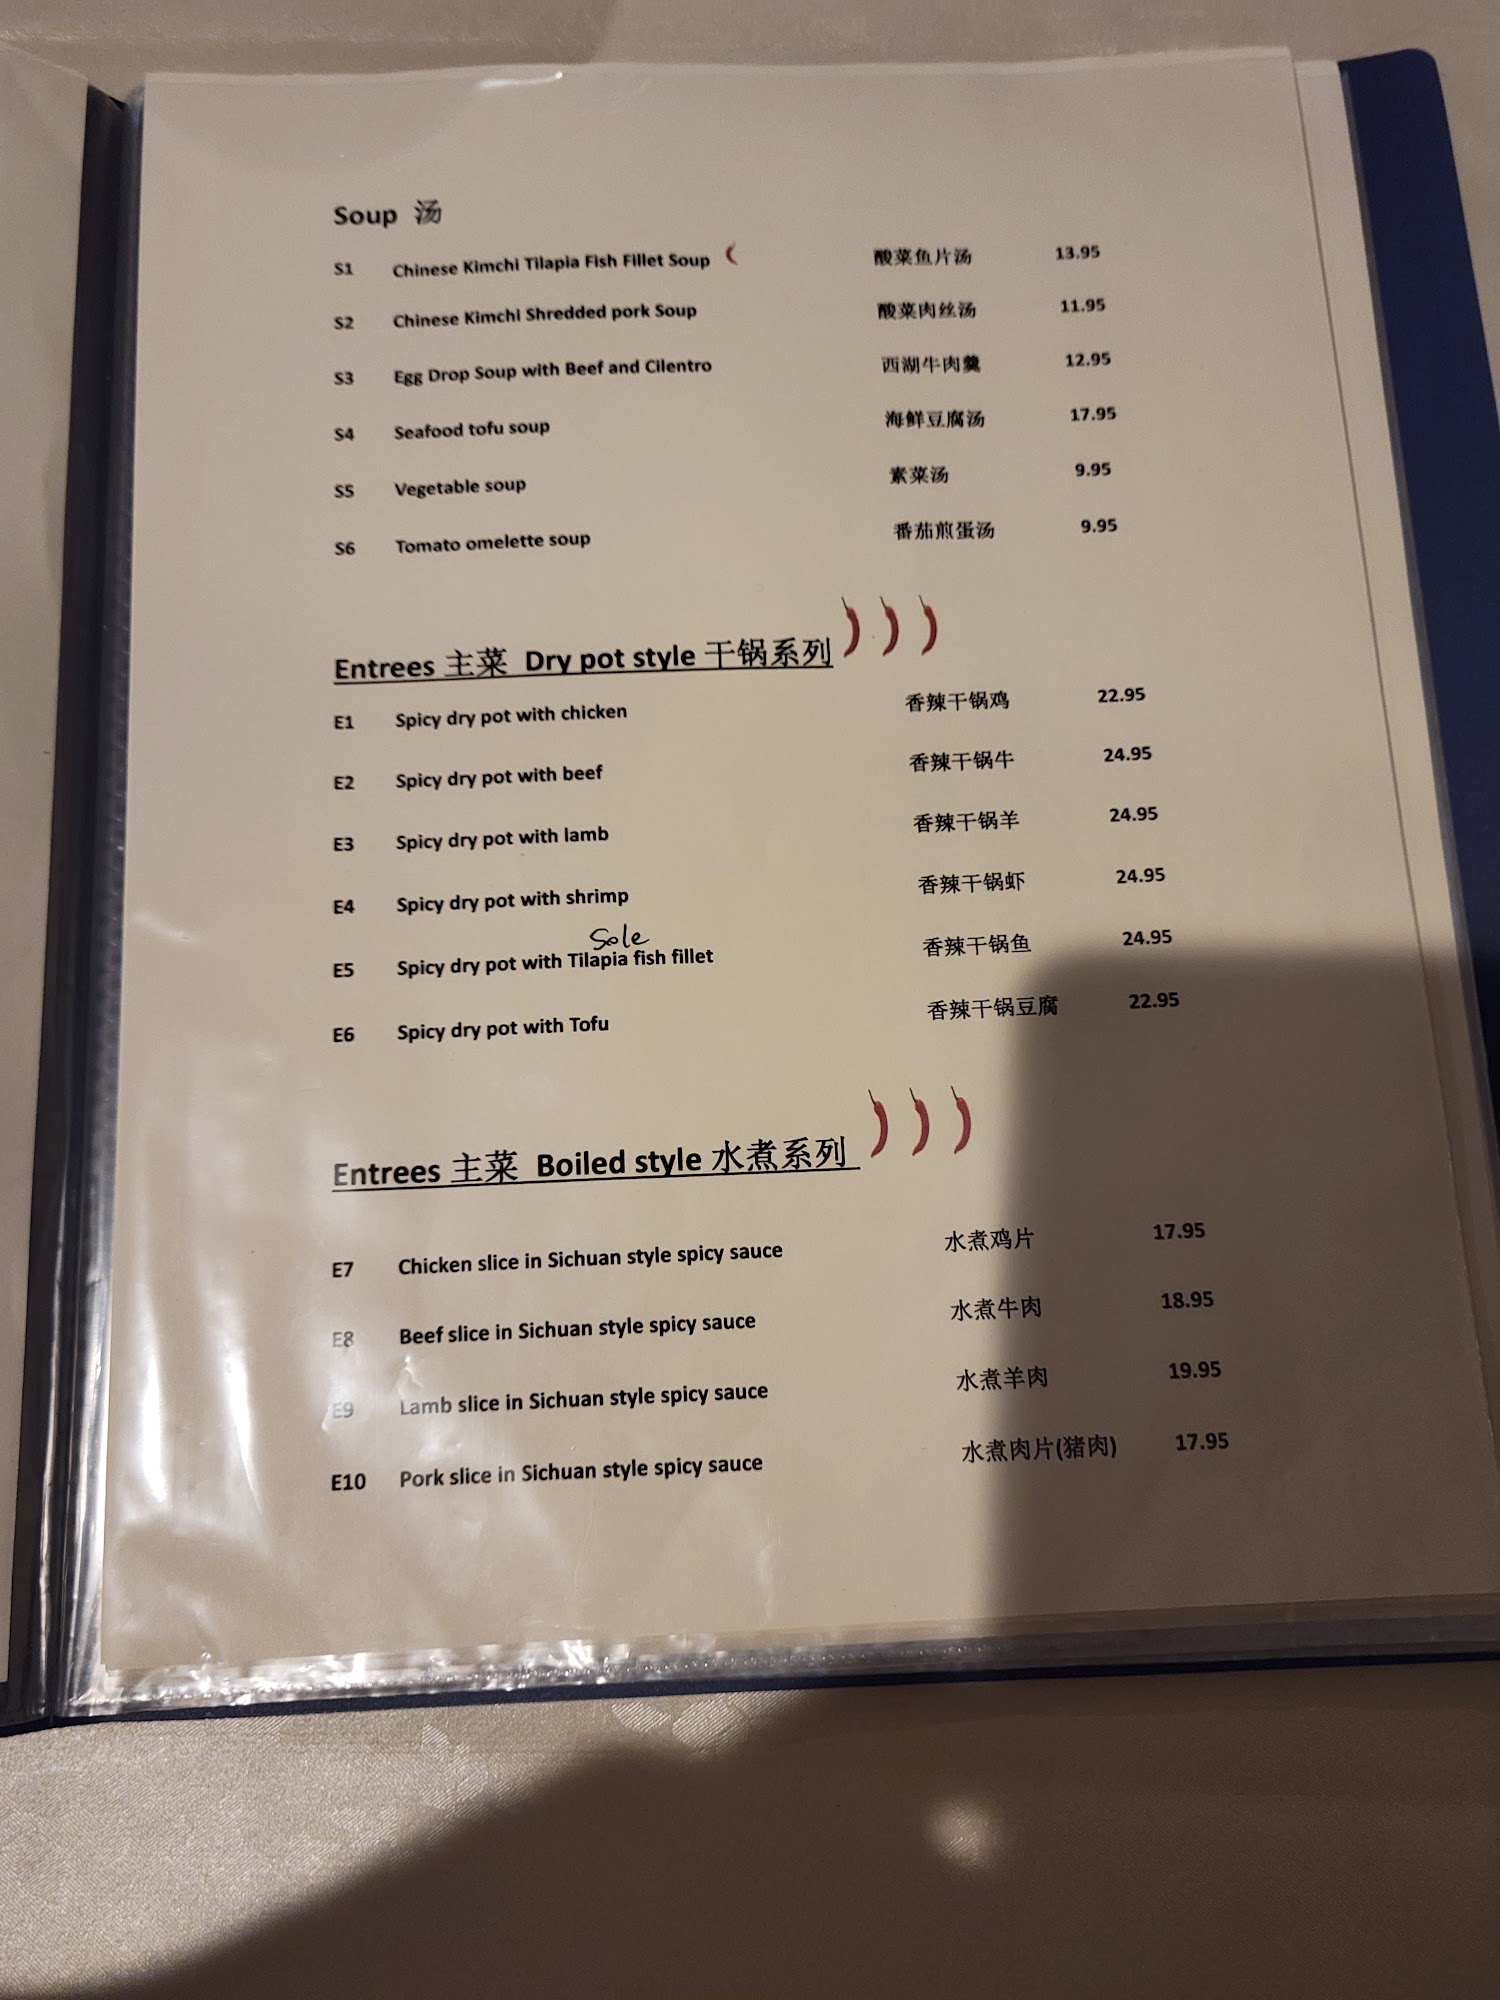 Soup 汤
S1 Chinese Kimchi Tilapia Fish Fillet Soup 酸菜鱼片汤 13.95
S2 Chinese Kimchi Shredded pork Soup 酸菜肉丝汤 11.95
S3 Egg Drop Soup with Beef and Cilentro 西湖牛肉羹 12.95
S4 Seafood tofu soup 海鲜豆腐汤 17.95
S5 Vegetable soup 素菜汤 9.95
S6 Tomato omelette soup 番茄煎蛋汤 9.95
Entrees 主菜 Dry pot style 干锅系列
E1 Spicy dry pot with chicken 香辣干锅鸡 22.95
E2 Spicy dry pot with beef 香辣干锅牛 24.95
E3 Spicy dry pot with lamb 香辣干锅羊 24.95
E4 Spicy dry pot with shrimp 香辣干锅虾 24.95
Sole
E5 Spicy dry pot with Tilapia fish fillet 香辣干锅鱼 24.95
E6 Spicy dry pot with Tofu 香辣干锅豆腐 22.95
Entrees 主菜 Boiled style 水煮系列
E7 Chicken slice in Sichuan style spicy sauce 水煮鸡片 17.95
E8 Beef slice in Sichuan style spicy sauce 水煮牛肉 18.95
E9 Lamb slice in Sichuan style spicy sauce 水煮羊肉 19.95
E10 Pork slice in Sichuan style spicy sauce 水煮肉片(猪肉) 17.95